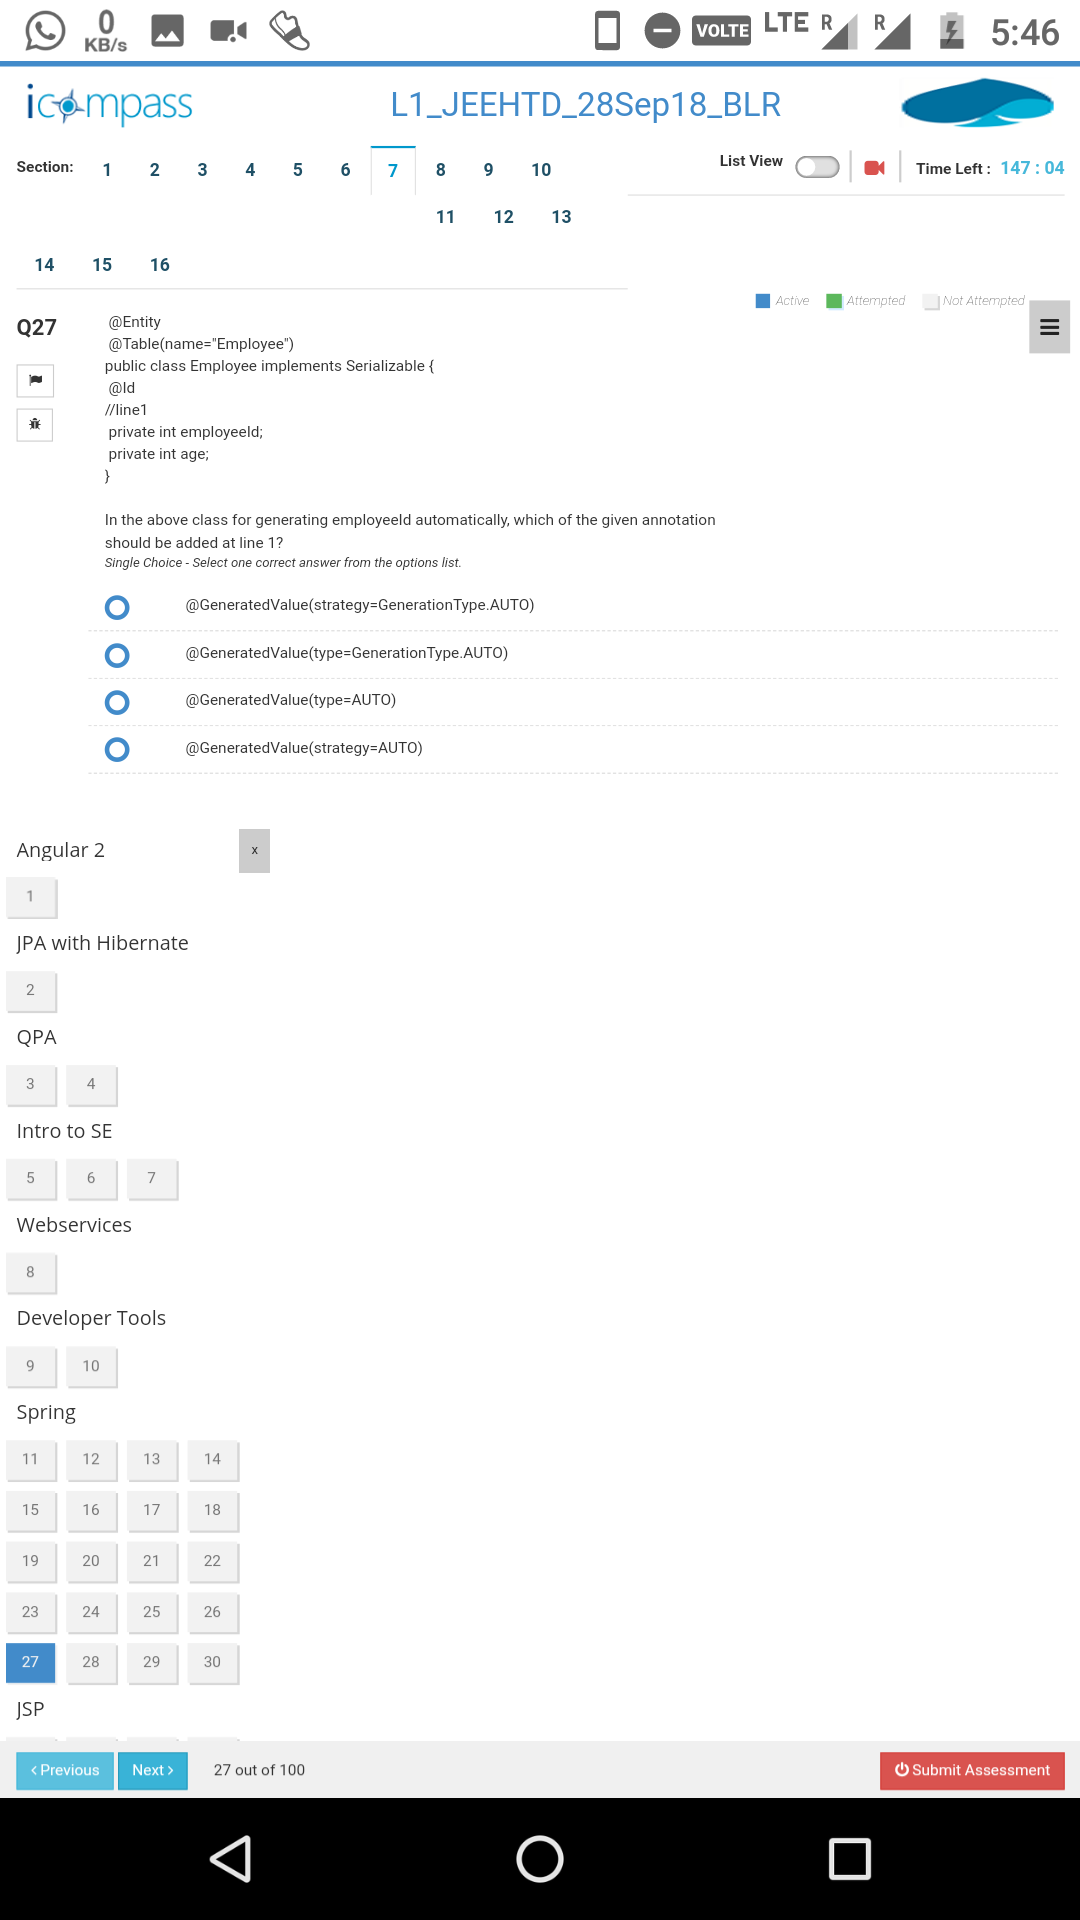 0
KB/s
VOLTE
LTE
R
R
5:46
icompass
L1_JEEHTD_28Sep18_BLR
Section: 1 2 3 4 5 6 7 8 9 10
List View
Time Left : 147 : 04
11 12 13
14 15 16
Active Attempted Not Attempted
Q27
@Entity
@Table(name="Employee")
public class Employee implements Serializable {
@Id
//line1
private int employeeId;
private int age;
}
In the above class for generating employeeId automatically, which of the given annotation
should be added at line 1?
Single Choice - Select one correct answer from the options list.
@GeneratedValue(strategy=GenerationType.AUTO)
@GeneratedValue(type=GenerationType.AUTO)
@GeneratedValue(type=AUTO)
@GeneratedValue(strategy=AUTO)
Angular 2
x
1
JPA with Hibernate
2
QPA
3 4
Intro to SE
5 6 7
Webservices
8
Developer Tools
9 10
Spring
11 12 13 14
15 16 17 18
19 20 21 22
23 24 25 26
27 28 29 30
JSP
‹ Previous
Next ›
27 out of 100
Submit Assessment